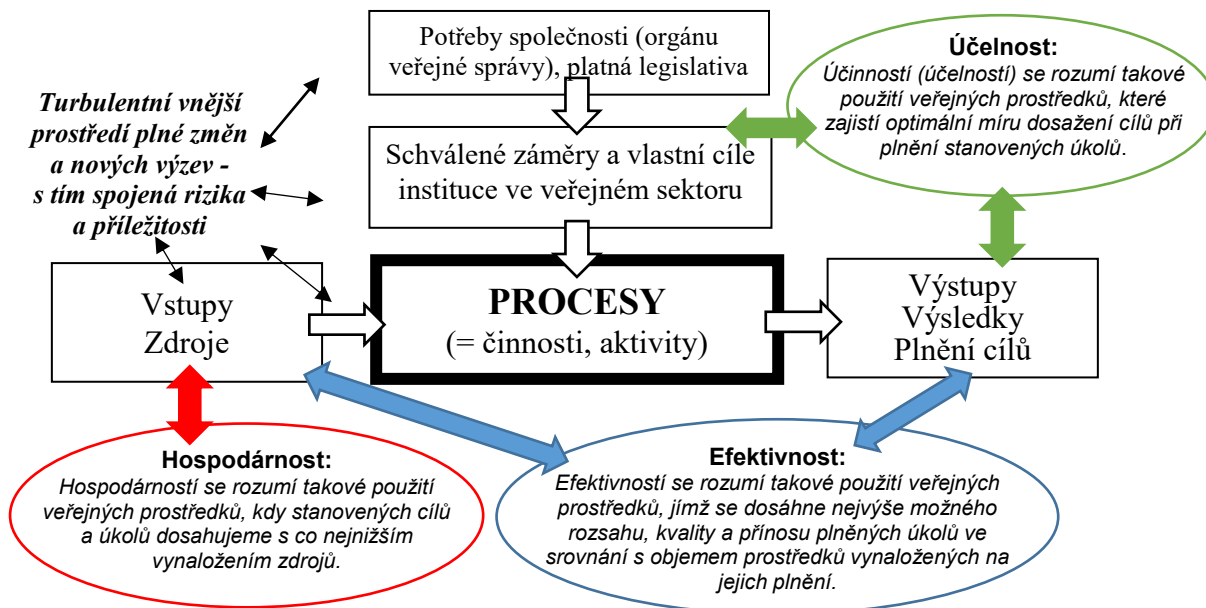 Potřeby společnosti (orgánu
veřejné správy), platná legislativa
Účelnost:
Účinností (účelností) se rozumí takové
použití veřejných prostředků, které
zajistí optimální míru dosažení cílů při
plnění stanovených úkolů.
Turbulentní vnější
prostředí plné změn
a nových výzev -
s tím spojená rizika
a příležitosti
Schválené záměry a vlastní cíle
instituce ve veřejném sektoru
Vstupy
Zdroje
PROCESY
(= činnosti, aktivity)
Výstupy
Výsledky
Plnění cílů
Hospodárnost:
Hospodárností se rozumí takové použití
veřejných prostředků, kdy stanovených cílů
a úkolů dosahujeme s co nejnižším
vynaložením zdrojů.
Efektivnost:
Efektivností se rozumí takové použití veřejných
prostředků, jímž se dosáhne nejvýše možného
rozsahu, kvality a přínosu plněných úkolů ve
srovnání s objemem prostředků vynaložených na
jejich plnění.